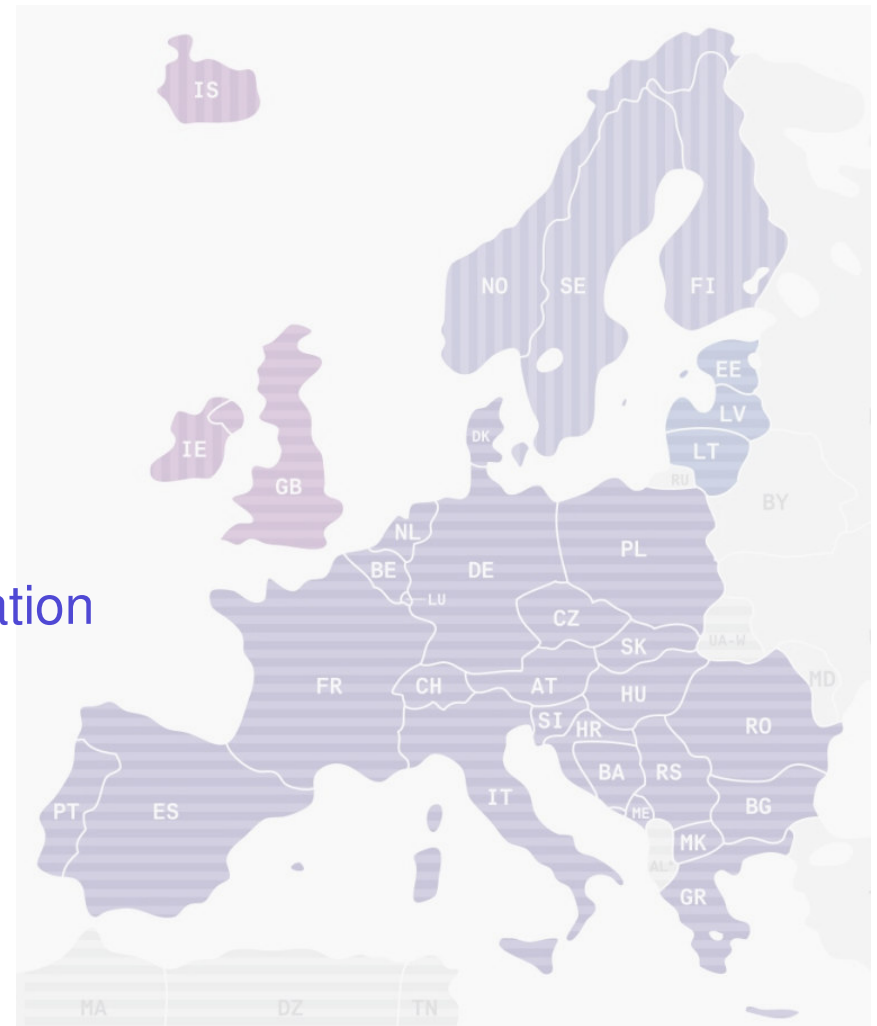 IS
NO
SE
FI
EE
LV
DK
IE
LT
RU
GB
BY
NL
PL
BE
DE
LU
ation
CZ
SK
UA-W
FR
CH
AT
HU
MD
SI
HR
RO
BA
RS
IT
PT
ES
ME
BG
MK
AL*
GR
MA
DZ
TN